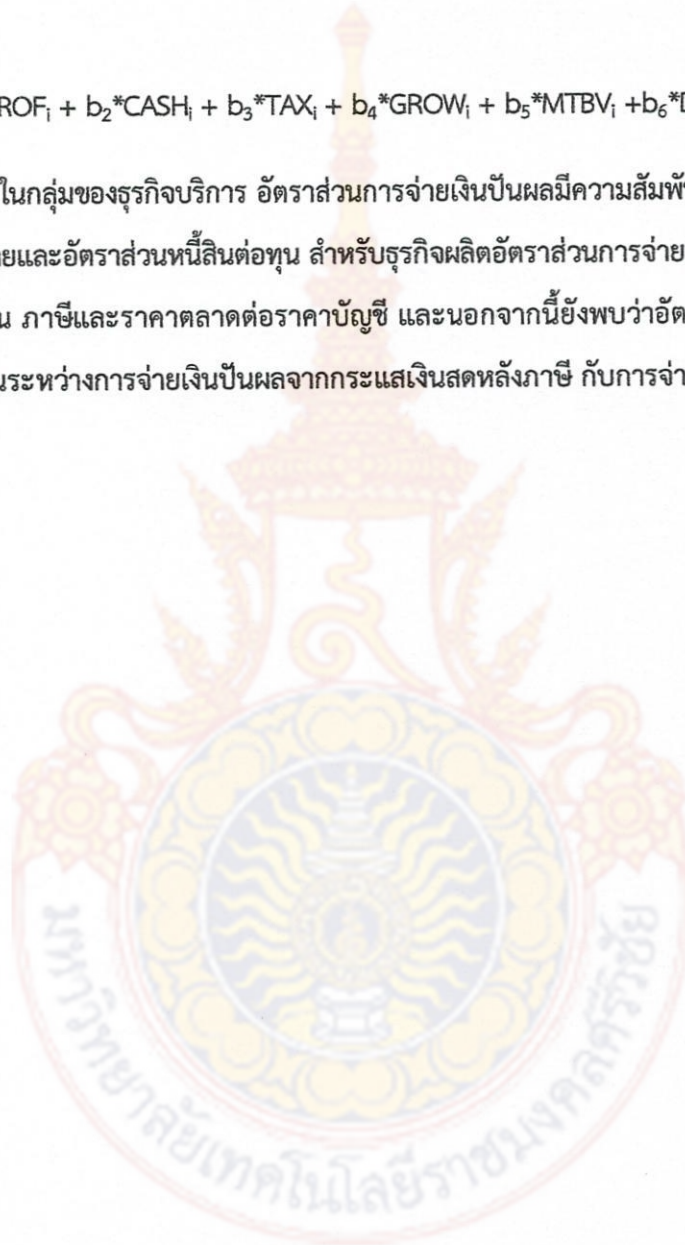 ROFᵢ + b₂*CASHᵢ + b₃*TAXᵢ + b₄*GROWᵢ + b₅*MTBVᵢ +b₆*D
ในกลุ่มของธุรกิจบริการ อัตราส่วนการจ่ายเงินปันผลมีความสัมพั
ยและอัตราส่วนหนี้สินต่อทุน สำหรับธุรกิจผลิตอัตราส่วนการจ่าย
น ภาษีและราคาตลาดต่อราคาบัญชี และนอกจากนี้ยังพบว่าอัต
ระหว่างการจ่ายเงินปันผลจากกระแสเงินสดหลังภาษี กับการจ่า
มหาวิทยาลัยเทคโนโลยีราชมงคลศรีวิชัย